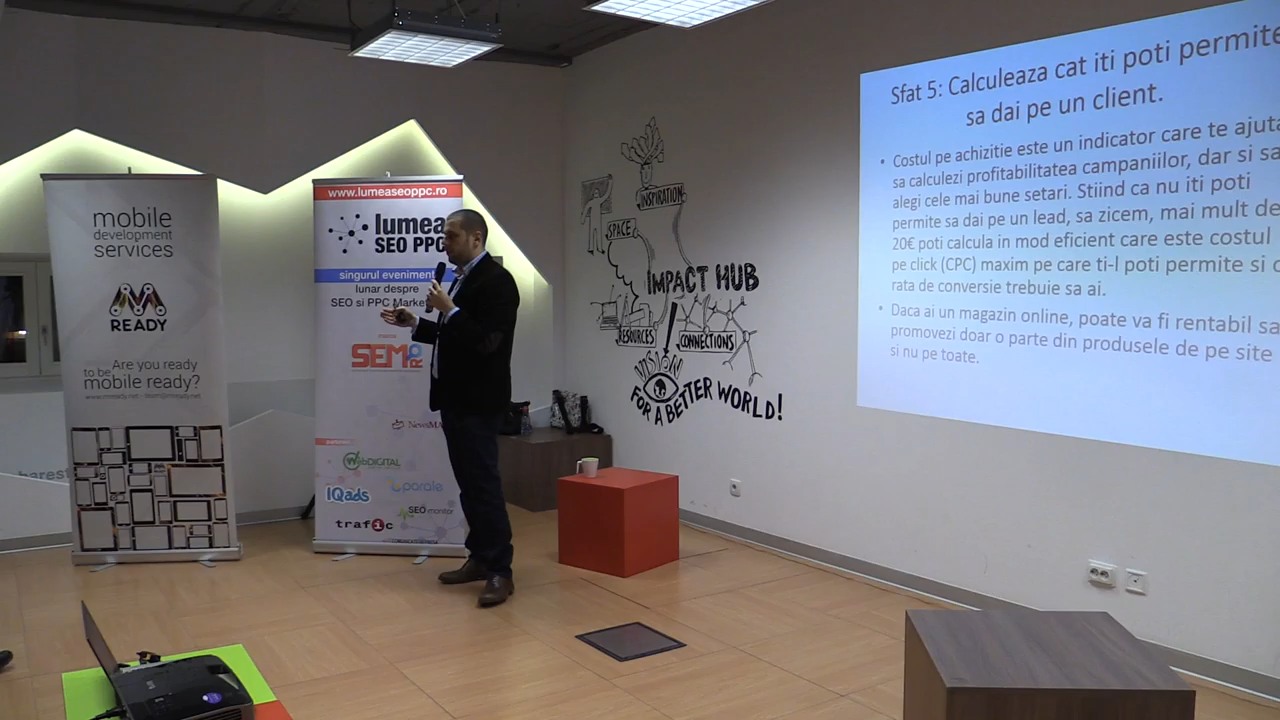 mobile
development
services
READY
Are you ready
to be
mobile ready?
www.mready.net - team@mready.net
www.lumeaseoppc.ro
lumea
SEO PPC
singurul eveniment
lunar despre
SEO si PPC
SEM
WebDIGITAL
IQads
parole
SEO monitor
trafic
INSPIRATION
SPACE
IMPACT HUB
RESOURCES
CONNECTIONS
VISION
FOR A BETTER WORLD!
Sfat 5: Calculeaza cat iti poti permite
sa dai pe un client.
• Costul pe achizitie este un indicator care te ajuta
sa calculezi profitabilitatea campaniilor, dar si sa
alegi cele mai bune setari. Stiind ca nu iti poti
permite sa dai pe un lead, sa zicem, mai mult de
20€ poti calcula in mod eficient care este costul
pe click (CPC) maxim pe care ti-l poti permite si c
rata de conversie trebuie sa ai.
• Daca ai un magazin online, poate va fi rentabil sa
promovezi doar o parte din produsele de pe site
si nu pe toate.